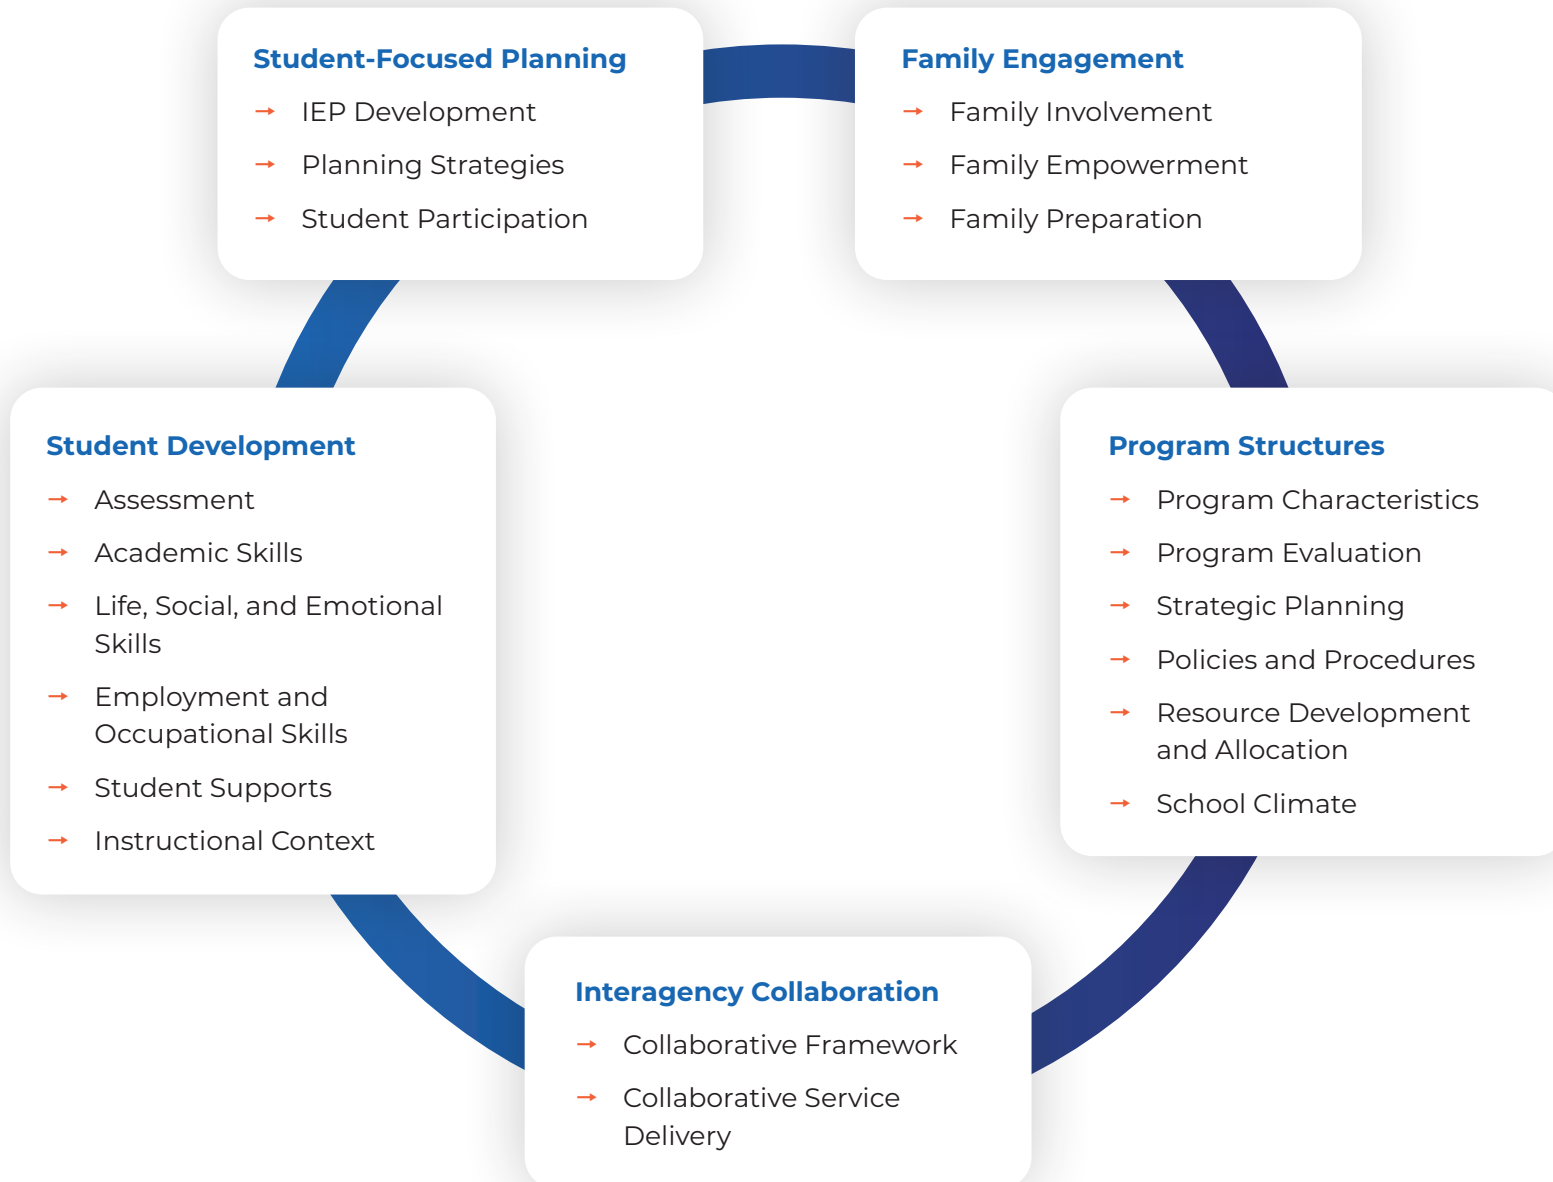 Student-Focused Planning
→ IEP Development
→ Planning Strategies
→ Student Participation
Family Engagement
→ Family Involvement
→ Family Empowerment
→ Family Preparation
Student Development
→ Assessment
→ Academic Skills
→ Life, Social, and Emotional
Skills
→ Employment and
Occupational Skills
→ Student Supports
→ Instructional Context
Program Structures
→ Program Characteristics
→ Program Evaluation
→ Strategic Planning
→ Policies and Procedures
→ Resource Development
and Allocation
→ School Climate
Interagency Collaboration
→ Collaborative Framework
→ Collaborative Service
Delivery